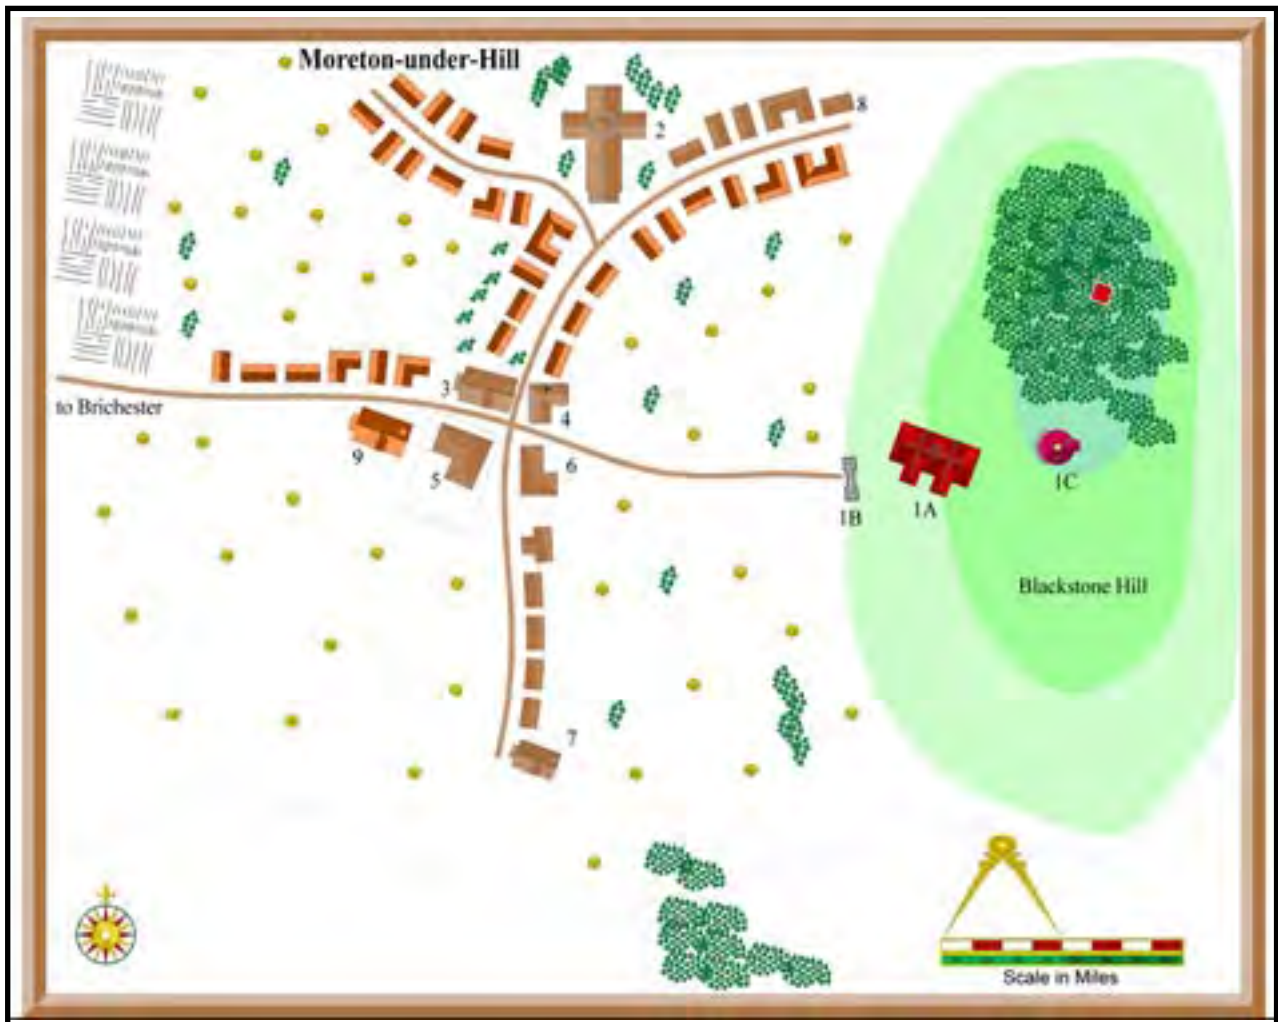 Moreton-under-Hill
2
8
3
4
to Brichester
9
5
6
1B
1A
1C
Blackstone Hill
7
Scale in Miles